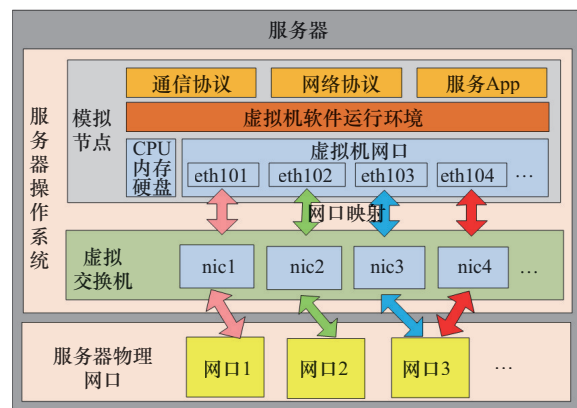 服务器
服务器操作系统
模拟
节点
通信协议
网络协议
服务App
虚拟机软件运行环境
CPU
内存
硬盘
虚拟机网口
eth101
eth102
eth103
eth104
…
网口映射
虚拟
交换机
nic1
nic2
nic3
nic4
…
服务器物理
网口
网口1
网口2
网口3
…